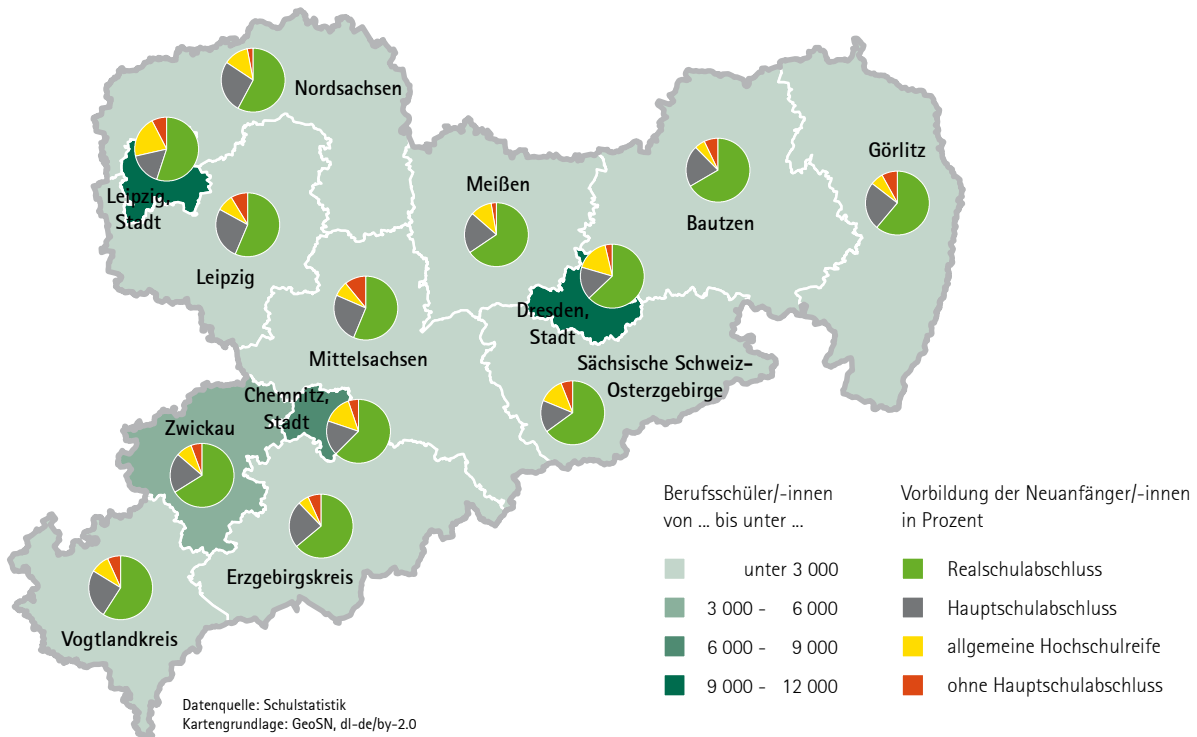 Nordsachsen
Görlitz
Meißen
Leipzig,
Stadt
Bautzen
Leipzig
Dresden,
Stadt
Mittelsachsen
Sächsische Schweiz-
Osterzgebirge
Chemnitz,
Stadt
Zwickau
Erzgebirgskreis
Vogtlandkreis
Berufsschüler/-innen
von ... bis unter ...
unter 3 000
3 000 - 6 000
6 000 - 9 000
9 000 - 12 000
Vorbildung der Neuanfänger/-innen
in Prozent
Realschulabschluss
Hauptschulabschluss
allgemeine Hochschulreife
ohne Hauptschulabschluss
Datenquelle: Schulstatistik
Kartengrundlage: GeoSN, dl-de/by-2.0